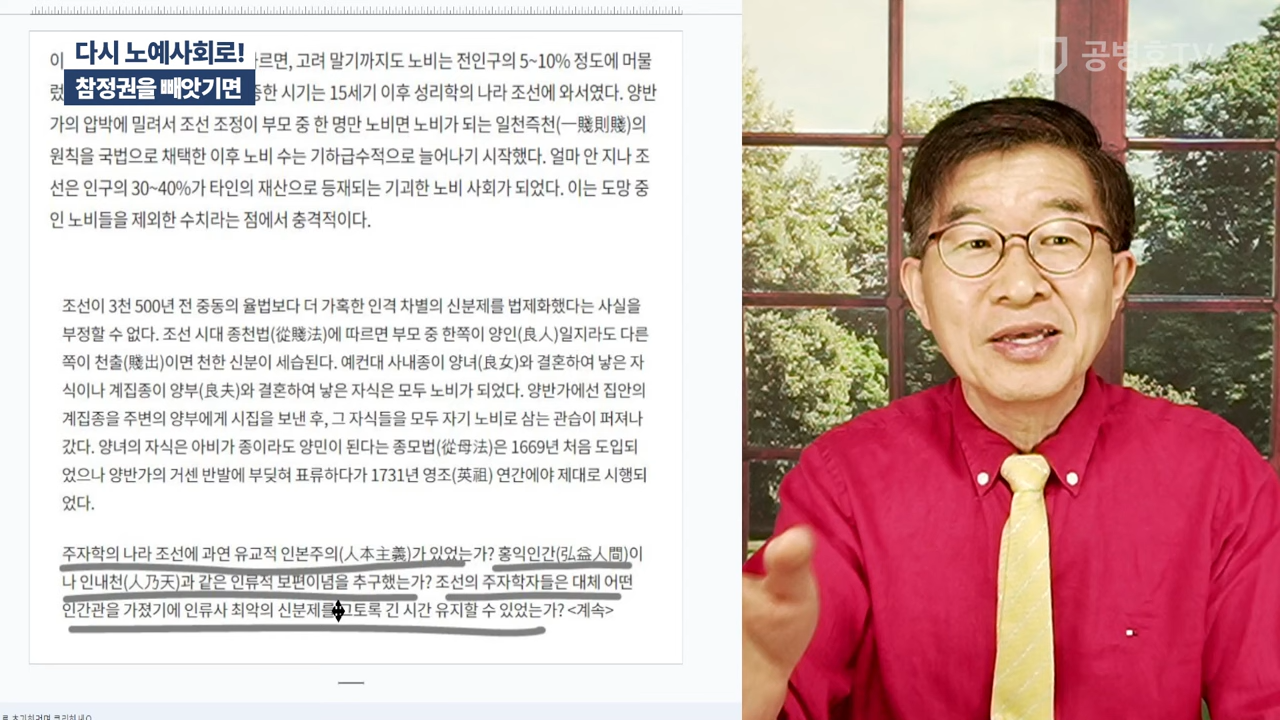 다시 노예사회로!
참정권을 빼앗기면
공병호TV
이 르면, 고려 말기까지도 노비는 전인구의 5~10% 정도에 머물
렀 한 시기는 15세기 이후 성리학의 나라 조선에 와서였다. 양반
가의 압박에 밀려서 조선 조정이 부모 중 한 명만 노비면 노비가 되는 일천즉천(一賤則賤)의
원칙을 국법으로 채택한 이후 노비 수는 기하급수적으로 늘어나기 시작했다. 얼마 안 지나 조
선은 인구의 30~40%가 타인의 재산으로 등재되는 기괴한 노비 사회가 되었다. 이는 도망 중
인 노비들을 제외한 수치라는 점에서 충격적이다.
조선이 3천 500년 전 중동의 율법보다 더 가혹한 인격 차별의 신분제를 법제화했다는 사실을
부정할 수 없다. 조선 시대 종천법(從賤法)에 따르면 부모 중 한쪽이 양인(良人)일지라도 다른
쪽이 천출(賤出)이면 천한 신분이 세습된다. 예컨대 사내종이 양녀(良女)와 결혼하여 낳은 자
식이나 계집종이 양부(良夫)와 결혼하여 낳은 자식은 모두 노비가 되었다. 양반가에선 집안의
계집종을 주변의 양부에게 시집을 보낸 후, 그 자식들을 모두 자기 노비로 삼는 관습이 퍼져나
갔다. 양녀의 자식은 아비가 종이라도 양민이 된다는 종모법(從母法)은 1669년 처음 도입되
었으나 양반가의 거센 반발에 부딪혀 표류하다가 1731년 영조(英祖) 연간에야 제대로 시행되
었다.
주자학의 나라 조선에 과연 유교적 인본주의(人本主義)가 있었는가? 홍익인간(弘益人間)이
나 인내천(人乃天)과 같은 인류적 보편이념을 추구했는가? 조선의 주자학자들은 대체 어떤
인간관을 가졌기에 인류사 최악의 신분제를 그토록 긴 시간 유지할 수 있었는가? <계속>